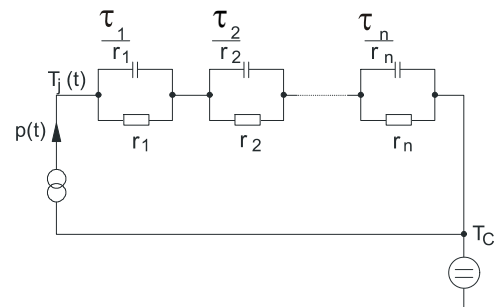 τ1/r1 τ2/r2 τn/rn
Tj(t)
p(t)
r1 r2 rn
TC